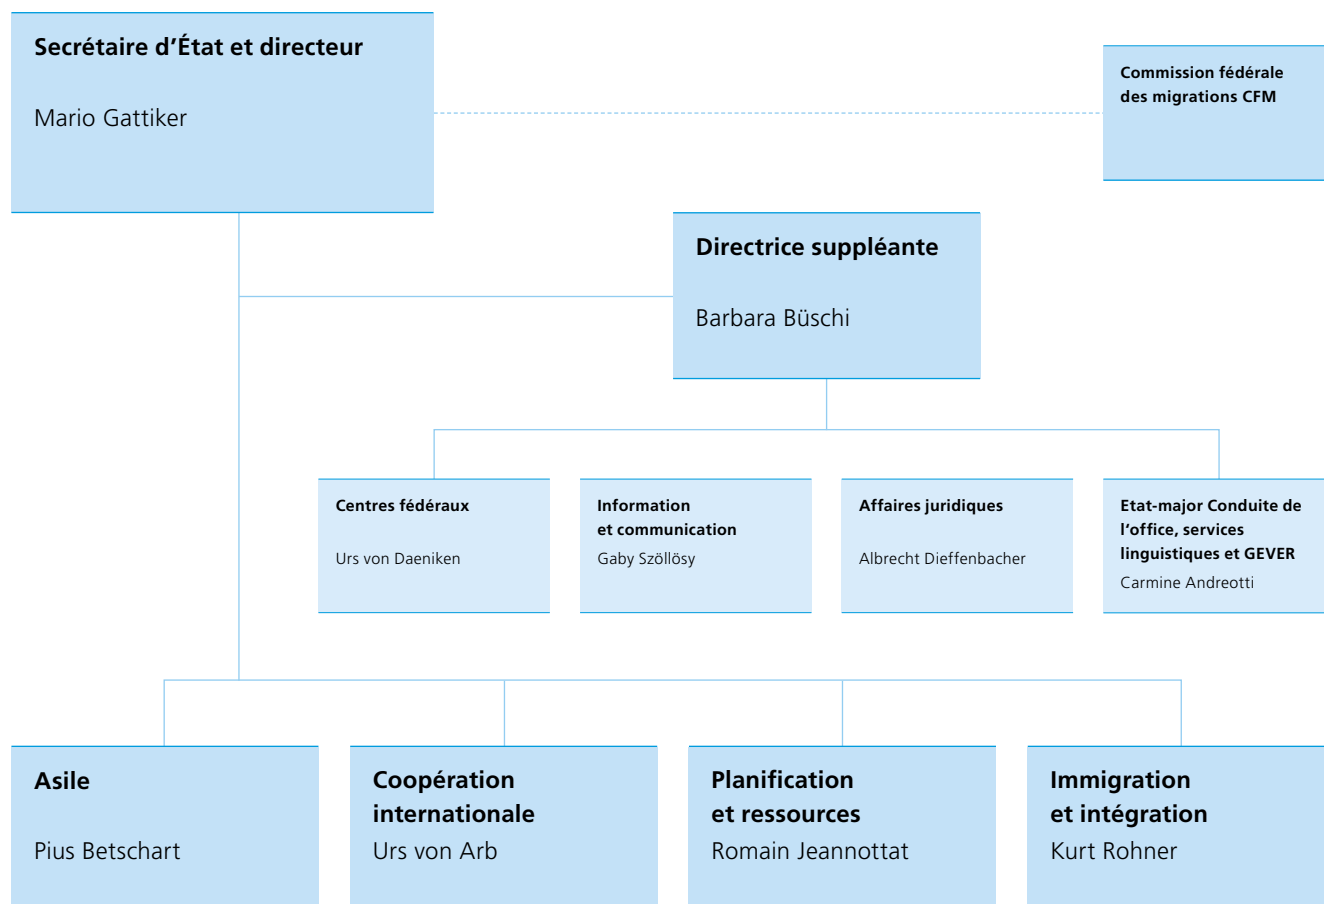 Secrétaire d’État et directeur
Mario Gattiker
Commission fédérale
des migrations CFM
Directrice suppléante
Barbara Büschi
Centres fédéraux
Urs von Daeniken
Information
et communication
Gaby Szöllösy
Affaires juridiques
Albrecht Dieffenbacher
Etat-major Conduite de
l‘office, services
linguistiques et GEVER
Carmine Andreotti
Asile
Pius Betschart
Coopération
internationale
Urs von Arb
Planification
et ressources
Romain Jeannottat
Immigration
et intégration
Kurt Rohner